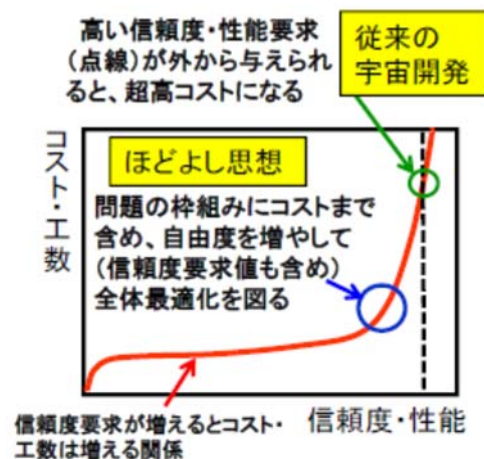 高い信頼度・性能要求
(点線)が外から与えられ
ると、超高コストになる
従来の
宇宙開発
コスト・工数
ほどよし思想
問題の枠組みにコストまで
含め、自由度を増やして
(信頼度要求値も含め)
全体最適化を図る
信頼度要求が増えるとコスト・
工数は増える関係
信頼度・性能